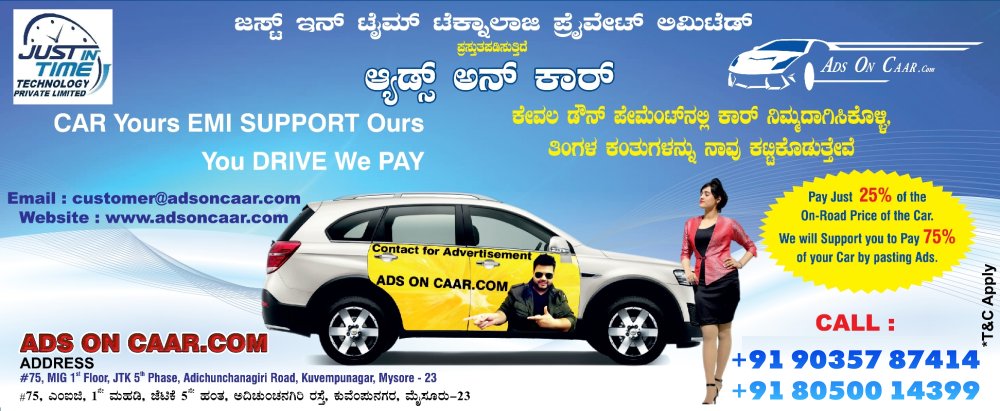 JUST IN
TIME
TECHNOLOGY
PRIVATE LIMITED
ಜಸ್ಟ್ ಇನ್ ಟೈಮ್ ಟೆಕ್ನಾಲಾಜಿ ಪ್ರೈವೇಟ್ ಲಿಮಿಟೆಡ್
ಪ್ರಸ್ತುತಪಡಿಸುತ್ತಿದೆ
ಆ್ಯಡ್ಸ್ ಅನ್ ಕಾರ್
ADS ON CAAR.Com
CAR Yours EMI SUPPORT Ours
You DRIVE We PAY
ಕೇವಲ ಡೌನ್ ಪೇಮೆಂಟ್‌ನಲ್ಲಿ ಕಾರ್ ನಿಮ್ಮದಾಗಿಸಿಕೊಳ್ಳಿ,
ತಿಂಗಳ ಕಂತುಗಳನ್ನು ನಾವು ಕಟ್ಟಿಕೊಡುತ್ತೇವೆ
Email : customer@adsoncaar.com
Website : www.adsoncaar.com
Contact for Advertisement
ADS ON CAAR.COM
Pay Just 25% of the
On-Road Price of the Car.
We will Support you to Pay 75%
of your Car by pasting Ads.
*T&C Apply
CALL :
+91 90357 87414
+91 80500 14399
ADS ON CAAR.COM
ADDRESS
#75, MIG 1st Floor, JTK 5th Phase, Adichunchanagiri Road, Kuvempunagar, Mysore - 23
#75, ಎಂಐಜಿ, 1ನೇ ಮಹಡಿ, ಜೆಟಿಕೆ 5ನೇ ಹಂತ, ಆದಿಚುಂಚನಗಿರಿ ರಸ್ತೆ, ಕುವೆಂಪುನಗರ, ಮೈಸೂರು-23